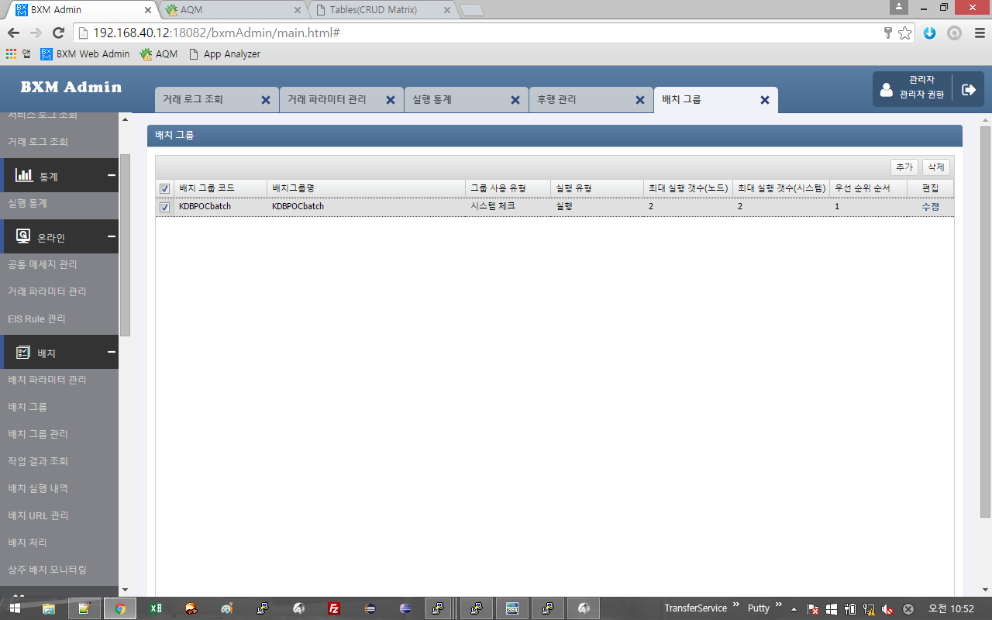 BXM Admin
AQM
Tables(CRUD Matrix)
192.168.40.12:18082/bxmAdmin/main.html#
앱
BXM Web Admin
AQM
App Analyzer
BXM Admin
거래 로그 조회
거래 파라미터 관리
실행 통계
후행 관리
배치 그룹
관리자
관리자 권한
서비스 로그 조회
거래 로그 조회
통계
실행 통계
온라인
공통 메세지 관리
거래 파라미터 관리
EIS Rule 관리
배치
배치 파라미터 관리
배치 그룹
배치 그룹 관리
작업 결과 조회
배치 실행 내역
배치 URL 관리
배치 처리
상주 배치 모니터링
배치 그룹
추가
삭제
배치 그룹 코드
배치그룹명
그룹 사용 유형
실행 유형
최대 실행 갯수(노드)
최대 실행 갯수(시스템)
우선 순위 순서
편집
KDBPOCbatch
KDBPOCbatch
시스템 체크
실행
2
2
1
수정
TransferService
Putty
오전 10:52